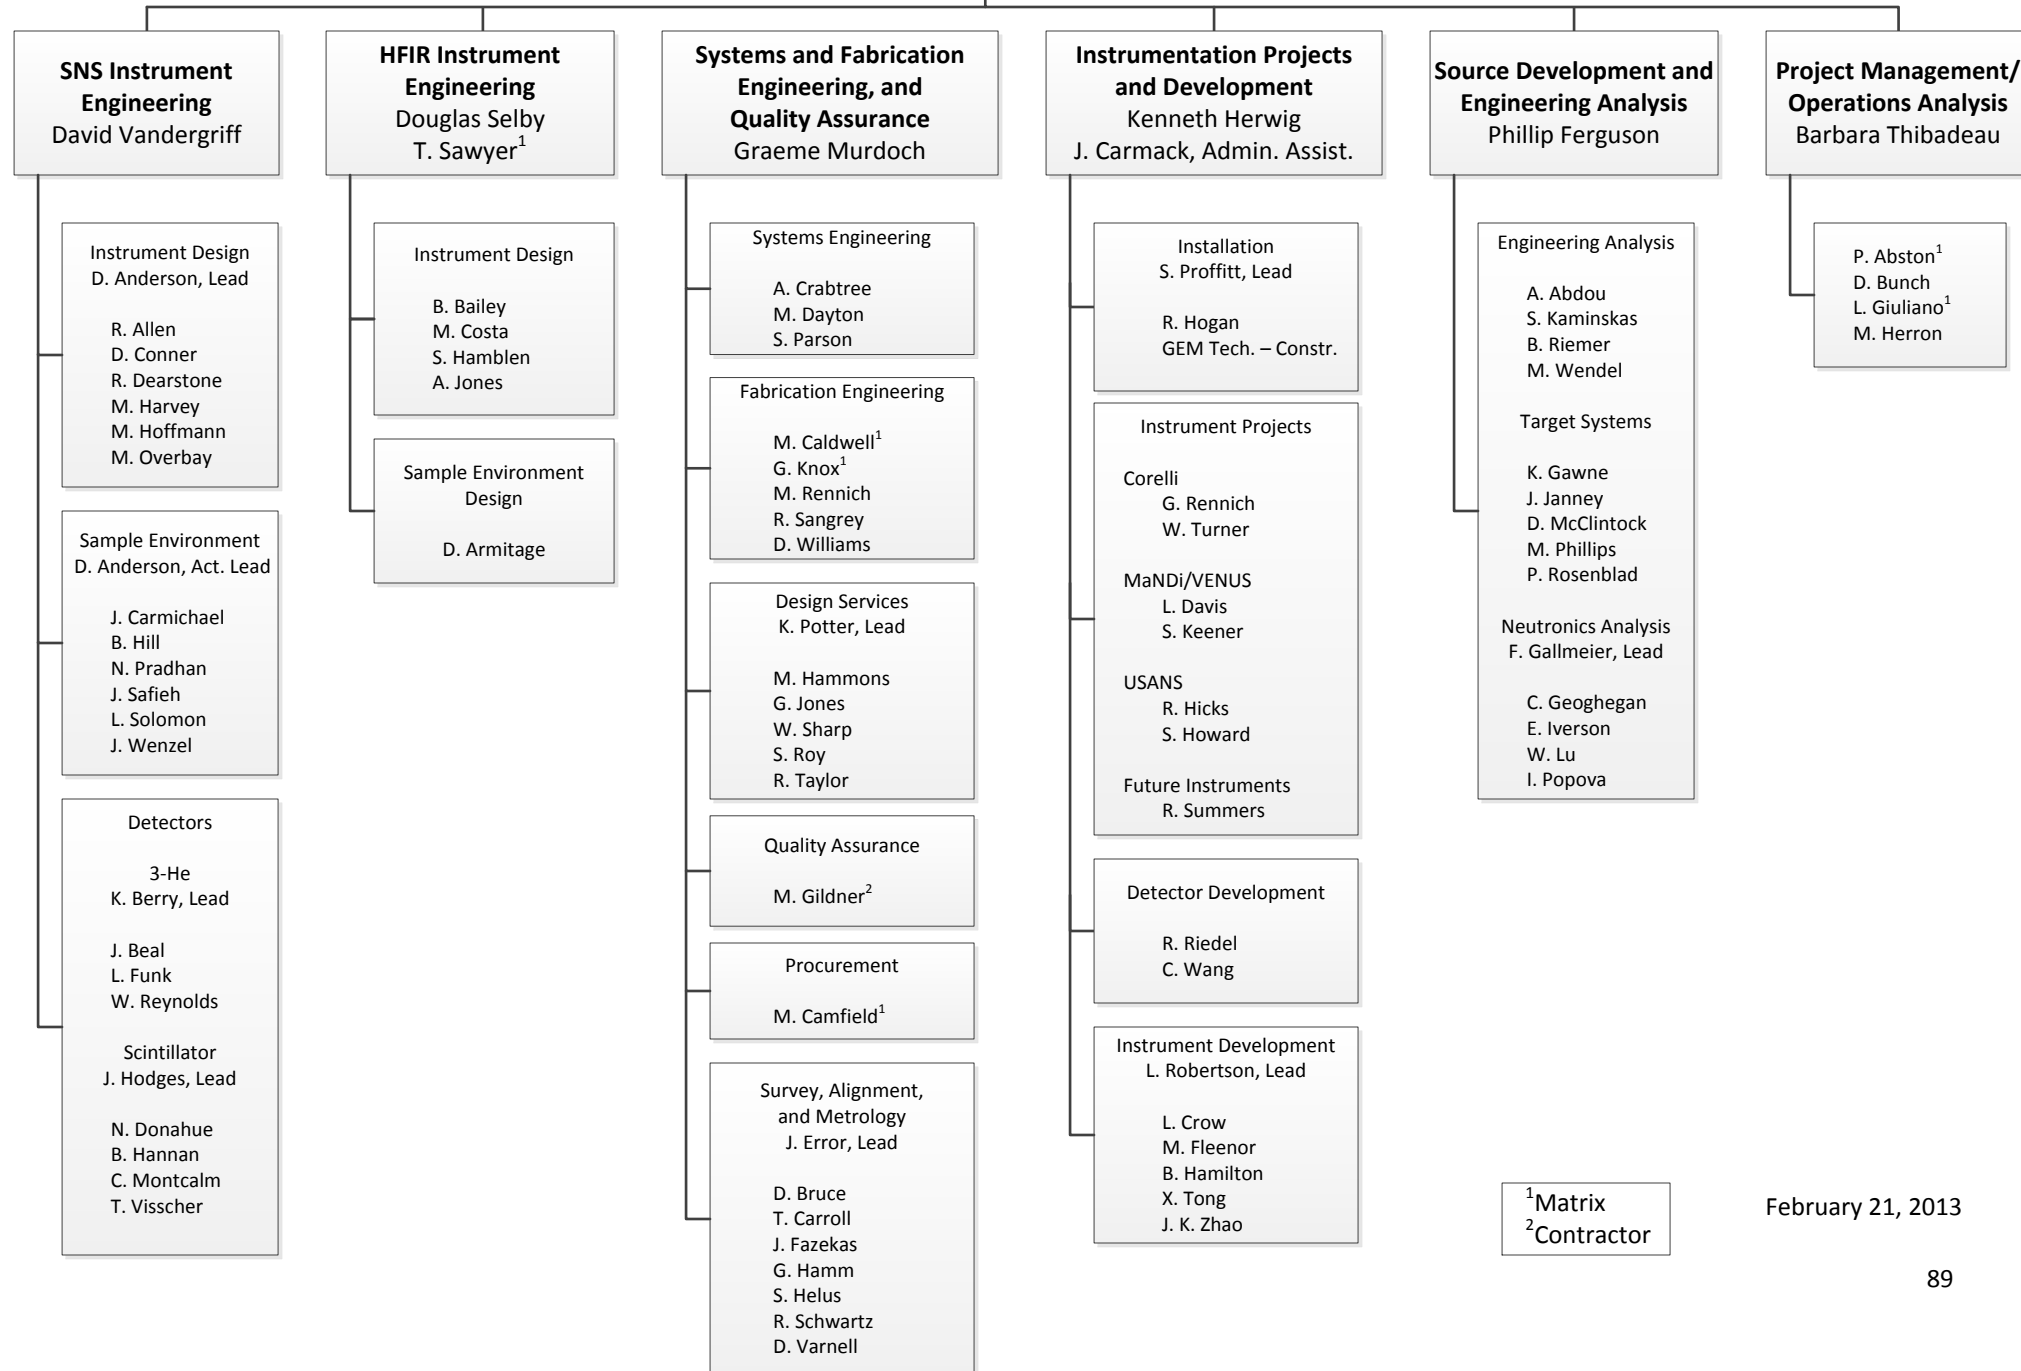 SNS Instrument
Engineering
David Vandergriff
Instrument Design
D. Anderson, Lead
R. Allen
D. Conner
R. Dearstone
M. Harvey
M. Hoffmann
M. Overbay
Sample Environment
D. Anderson, Act. Lead
J. Carmichael
B. Hill
N. Pradhan
J. Safieh
L. Solomon
J. Wenzel
Detectors
3-He
K. Berry, Lead
J. Beal
L. Funk
W. Reynolds
Scintillator
J. Hodges, Lead
N. Donahue
B. Hannan
C. Montcalm
T. Visscher
HFIR Instrument
Engineering
Douglas Selby
T. Sawyer¹
Instrument Design
B. Bailey
M. Costa
S. Hamblen
A. Jones
Sample Environment
Design
D. Armitage
Systems and Fabrication
Engineering, and
Quality Assurance
Graeme Murdoch
Systems Engineering
A. Crabtree
M. Dayton
S. Parson
Fabrication Engineering
M. Caldwell¹
G. Knox¹
M. Rennich
R. Sangrey
D. Williams
Design Services
K. Potter, Lead
M. Hammons
G. Jones
W. Sharp
S. Roy
R. Taylor
Quality Assurance
M. Gildner²
Procurement
M. Camfield¹
Survey, Alignment,
and Metrology
J. Error, Lead
D. Bruce
T. Carroll
J. Fazekas
G. Hamm
S. Helus
R. Schwartz
D. Varnell
Instrumentation Projects
and Development
Kenneth Herwig
J. Carmack, Admin. Assist.
Installation
S. Proffitt, Lead
R. Hogan
GEM Tech. – Constr.
Instrument Projects
Corelli
G. Rennich
W. Turner
MaNDi/VENUS
L. Davis
S. Keener
USANS
R. Hicks
S. Howard
Future Instruments
R. Summers
Detector Development
R. Riedel
C. Wang
Instrument Development
L. Robertson, Lead
L. Crow
M. Fleenor
B. Hamilton
X. Tong
J. K. Zhao
Source Development and
Engineering Analysis
Phillip Ferguson
Engineering Analysis
A. Abdou
S. Kaminskas
B. Riemer
M. Wendel
Target Systems
K. Gawne
J. Janney
D. McClintock
M. Phillips
P. Rosenblad
Neutronics Analysis
F. Gallmeier, Lead
C. Geoghegan
E. Iverson
W. Lu
I. Popova
Project Management/
Operations Analysis
Barbara Thibadeau
P. Abston¹
D. Bunch
L. Giuliano¹
M. Herron
¹Matrix
²Contractor
February 21, 2013
89